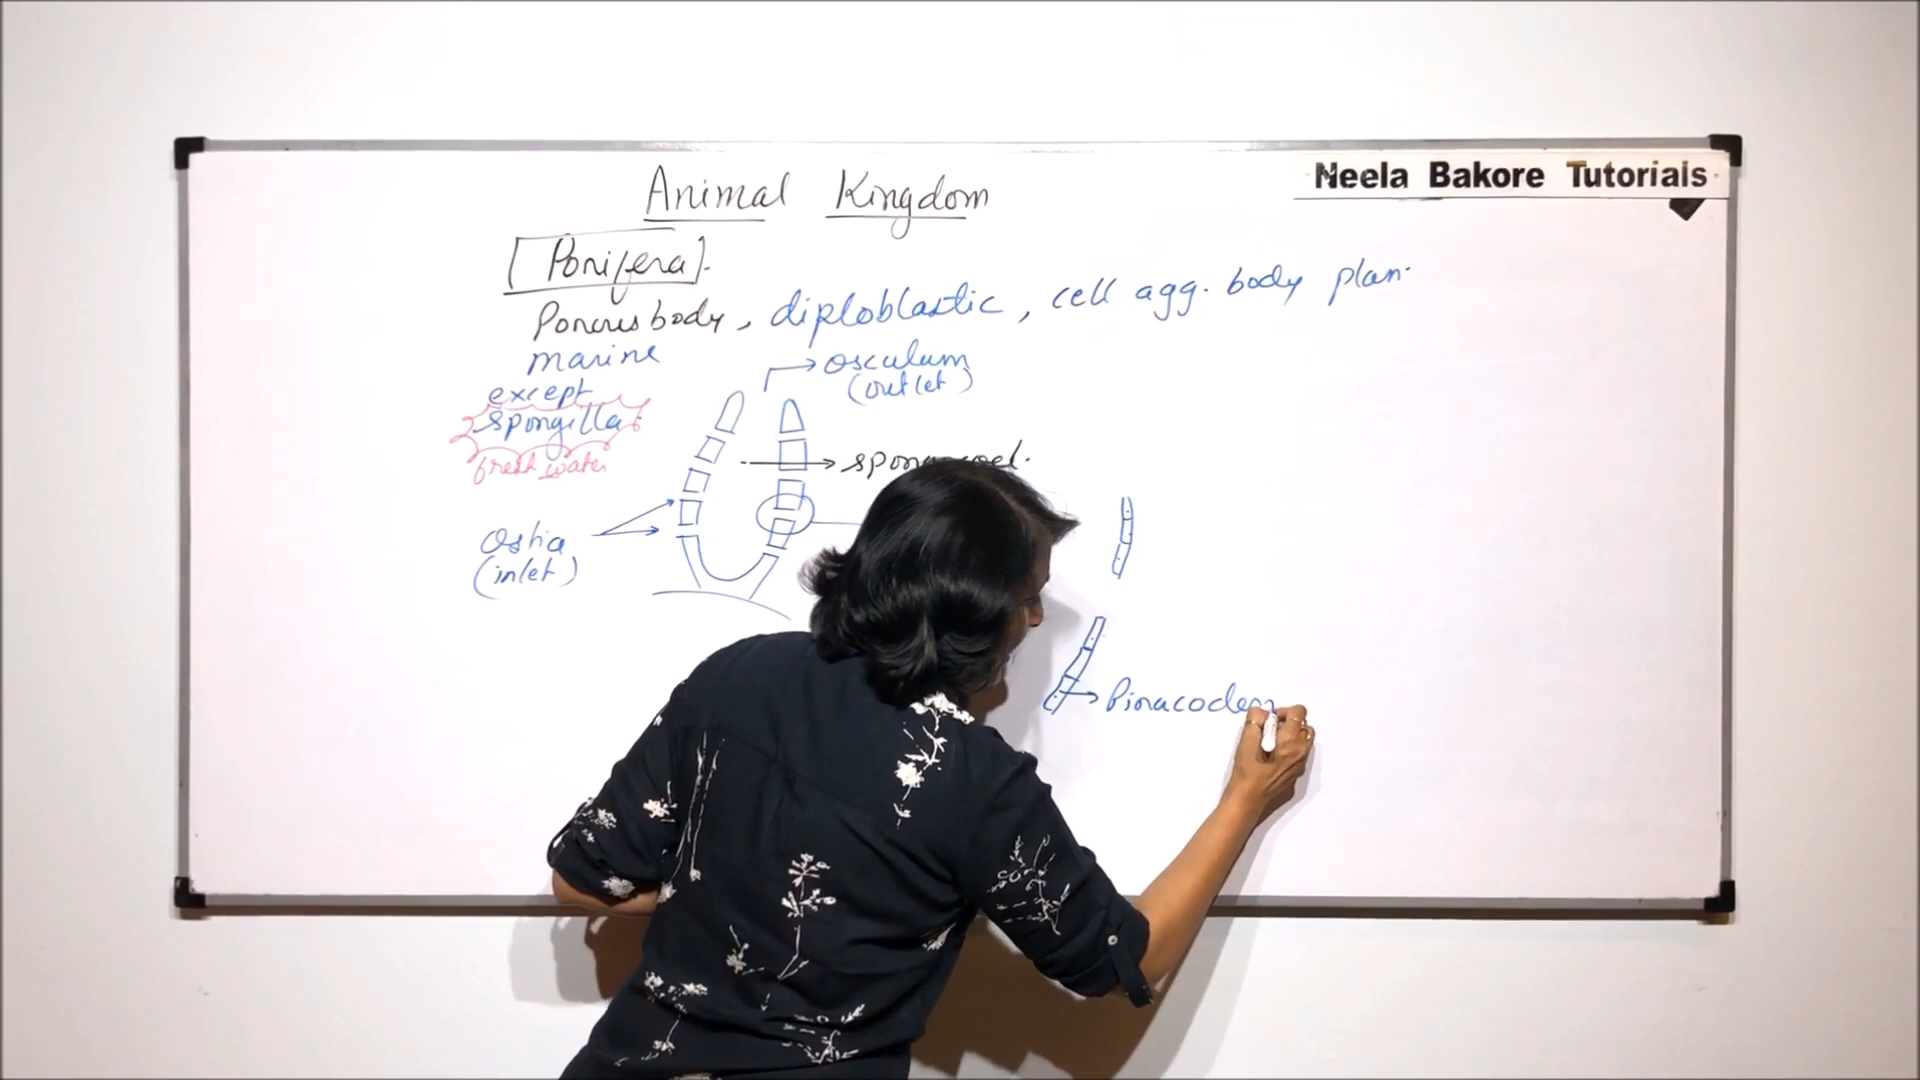 Neela Bakore Tutorials
Animal Kingdom
[Porifera].
Porous body, diploblastic, cell agg. body plan.
marine
except
spongilla
fresh water
osculum
(outlet)
Ostia
(inlet)
Pinacoderm